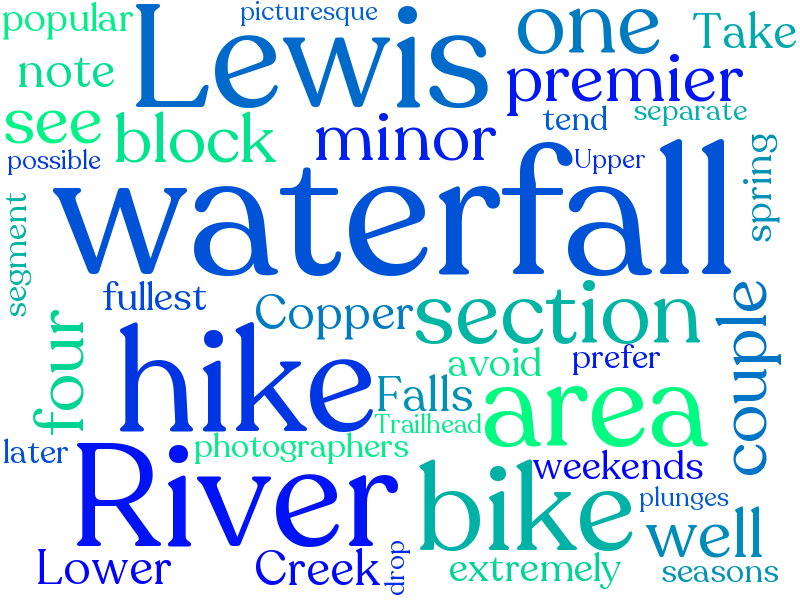 popular
picturesque
Lewis
one
Take
note
premier
see
block
minor
tend
separate
possible
Upper
waterfall
spring
segment
fullest
Copper
section
couple
four
hike
avoid
prefer
Falls
area
Trailhead
later
photographers
River
weekends
bike
plunges
well
Lower
Creek
drop
extremely
seasons